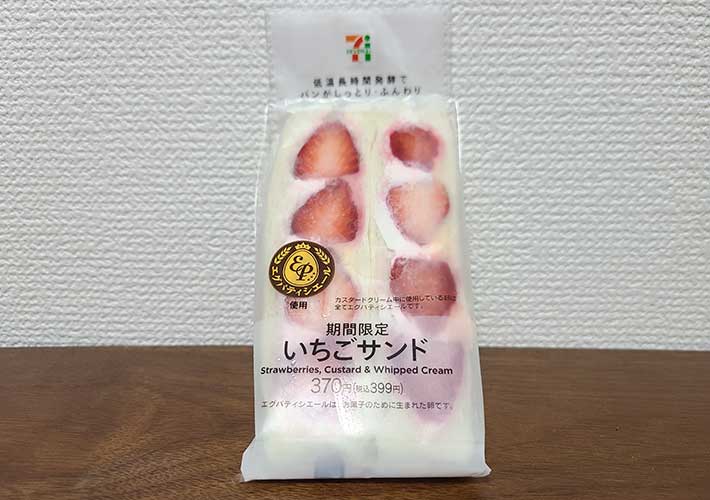 低温長時間発酵で
パンがしっとり・ふんわり
EP
エグパティシエール
使用
カスタードクリーム中に使用している卵は
全てエグパティシエールです。
期間限定
いちごサンド
Strawberries, Custard & Whipped Cream
370円(税込399円)
エグパティシエールは、お菓子のために生まれた卵です。